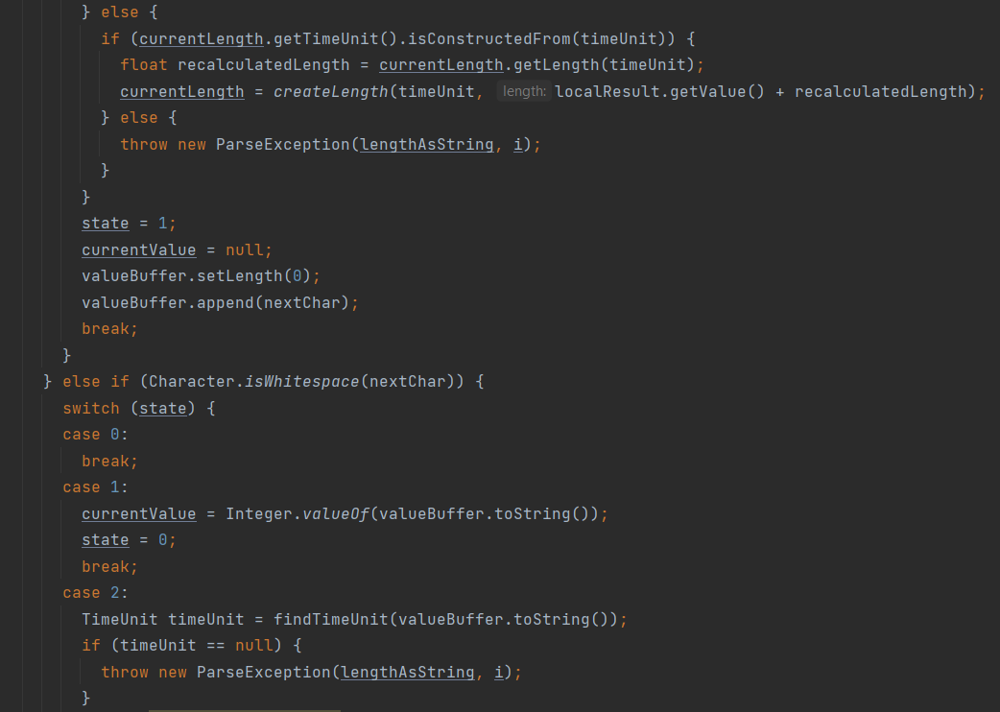 } else {
if (currentLength.getTimeUnit().isConstructedFrom(timeUnit)) {
float recalculatedLength = currentLength.getLength(timeUnit);
currentLength = createLength(timeUnit, length: localResult.getValue() + recalculatedLength);
} else {
throw new ParseException(lengthAsString, i);
}
}
state = 1;
currentValue = null;
valueBuffer.setLength(0);
valueBuffer.append(nextChar);
break;
}
} else if (Character.isWhitespace(nextChar)) {
switch (state) {
case 0:
break;
case 1:
currentValue = Integer.valueOf(valueBuffer.toString());
state = 0;
break;
case 2:
TimeUnit timeUnit = findTimeUnit(valueBuffer.toString());
if (timeUnit == null) {
throw new ParseException(lengthAsString, i);
}